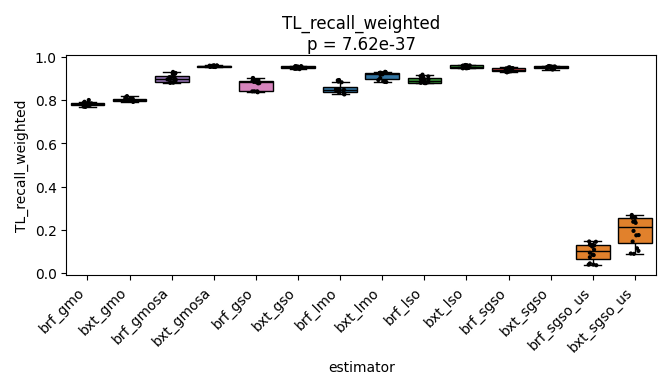 TL_recall_weighted
p = 7.62e-37
TL_recall_weighted
1.0
0.8
0.6
0.4
0.2
0.0
brf_gmo
bxt_gmo
brf_gmosa
bxt_gmosa
brf_gso
bxt_gso
brf_lmo
bxt_lmo
brf_lso
bxt_lso
brf_sgso
bxt_sgso
brf_sgso_us
bxt_sgso_us
estimator